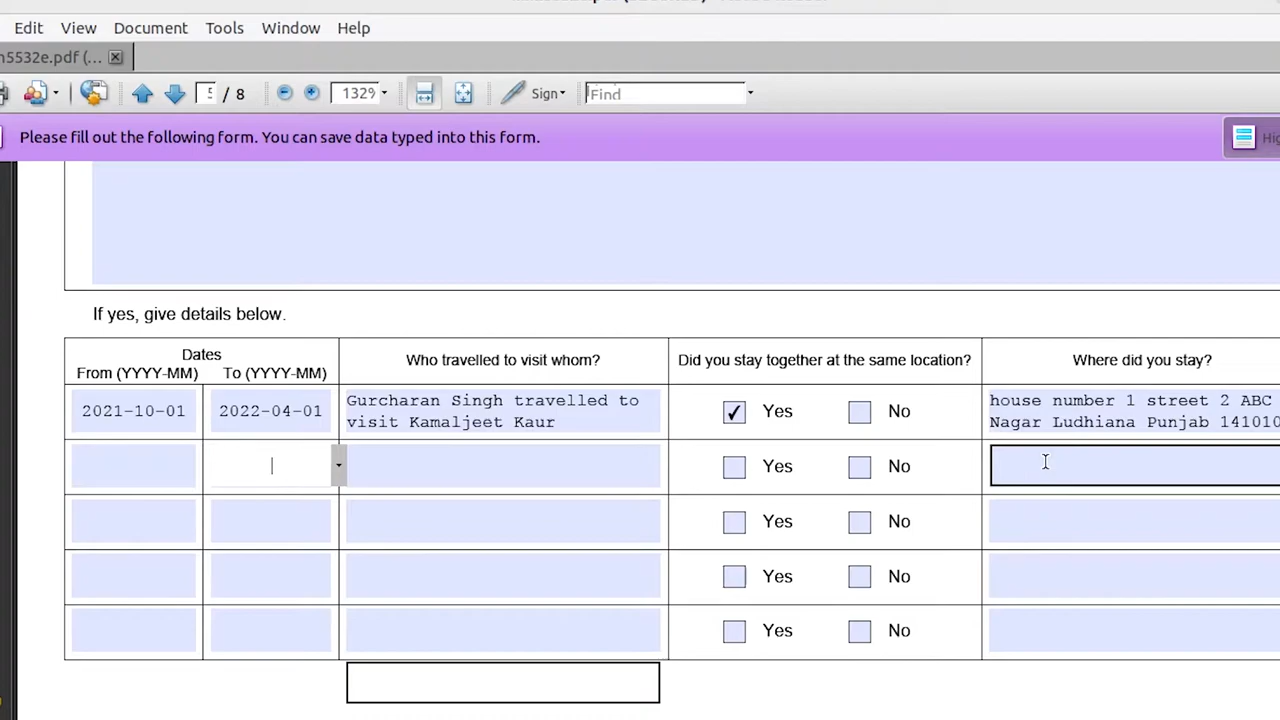 Edit View Document Tools Window Help
n5532e.pdf (...
5 / 8 132% Sign Find
Please fill out the following form. You can save data typed into this form.
If yes, give details below.
Dates
From (YYYY-MM) To (YYYY-MM) Who travelled to visit whom? Did you stay together at the same location? Where did you stay?
2021-10-01 2022-04-01 Gurcharan Singh travelled to visit Kamaljeet Kaur Yes No house number 1 street 2 ABC Nagar Ludhiana Punjab 141010
Yes No
Yes No
Yes No
Yes No